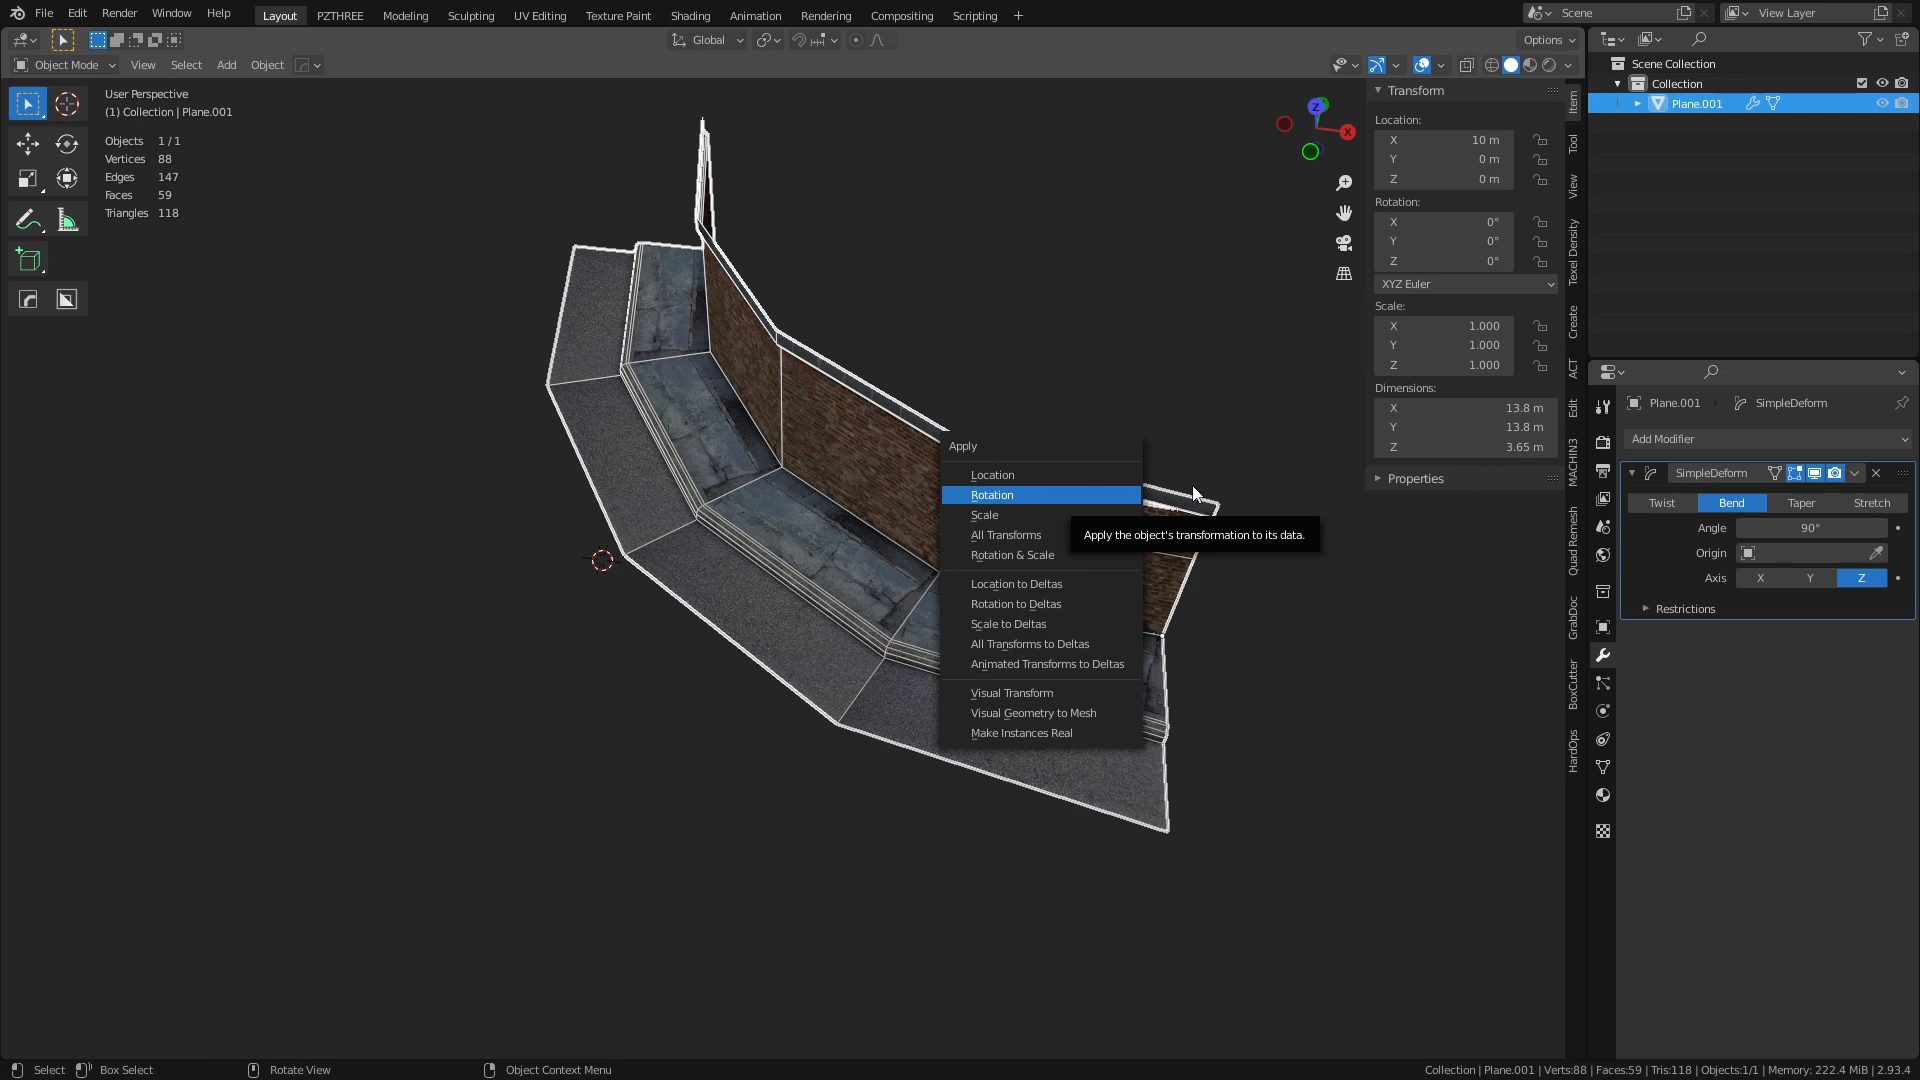 File Edit Render Window Help
Layout PZTHREE Modeling Sculpting UV Editing Texture Paint Shading Animation Rendering Compositing Scripting +
Scene
View Layer
Global
Options
Object Mode View Select Add Object
User Perspective
(1) Collection | Plane.001
Objects 1/1
Vertices 88
Edges 147
Faces 59
Triangles 118
Z
X
Apply
Location
Rotation
Scale
All Transforms
Rotation & Scale
Location to Deltas
Rotation to Deltas
Scale to Deltas
All Transforms to Deltas
Animated Transforms to Deltas
Visual Transform
Visual Geometry to Mesh
Make Instances Real
Apply the object's transformation to its data.
Transform
Location:
X 10 m
Y 0 m
Z 0 m
Rotation:
X 0°
Y 0°
Z 0°
XYZ Euler
Scale:
X 1.000
Y 1.000
Z 1.000
Dimensions:
X 13.8 m
Y 13.8 m
Z 3.65 m
Properties
Item
Tool
View
Texel Density
Create
ACT
Edit
MACHIN3
Quad Remesh
GrabDoc
BoxCutter
HardOps
Scene Collection
Collection
Plane.001
Plane.001 SimpleDeform
Add Modifier
SimpleDeform
Twist Bend Taper Stretch
Angle 90°
Origin
Axis X Y Z
Restrictions
Select Box Select Rotate View Object Context Menu
Collection | Plane.001 | Verts:88 | Faces:59 | Tris:118 | Objects:1/1 | Memory: 222.4 MiB | 2.93.4